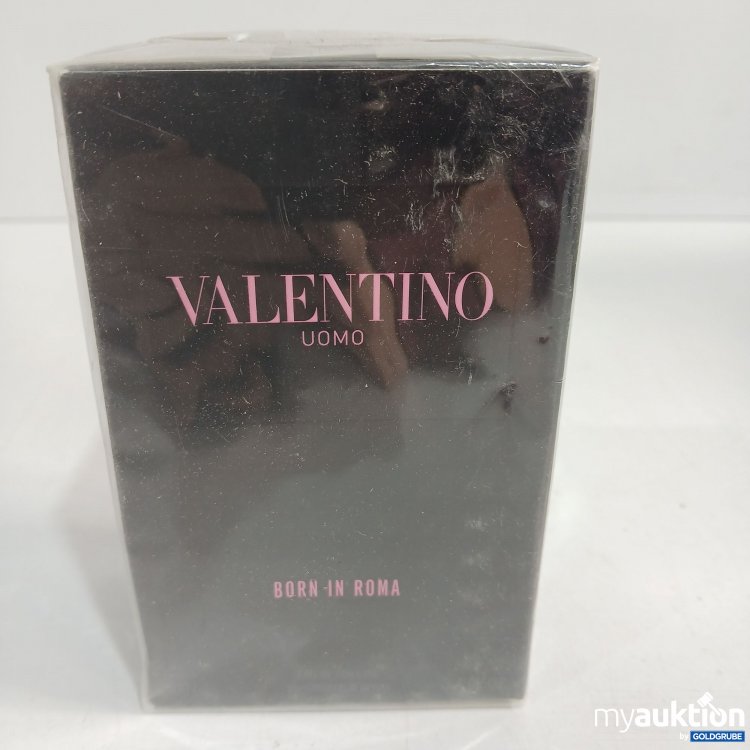 VALENTINO
UOMO
BORN IN ROMA
myauktion
by GOLDGRUBE